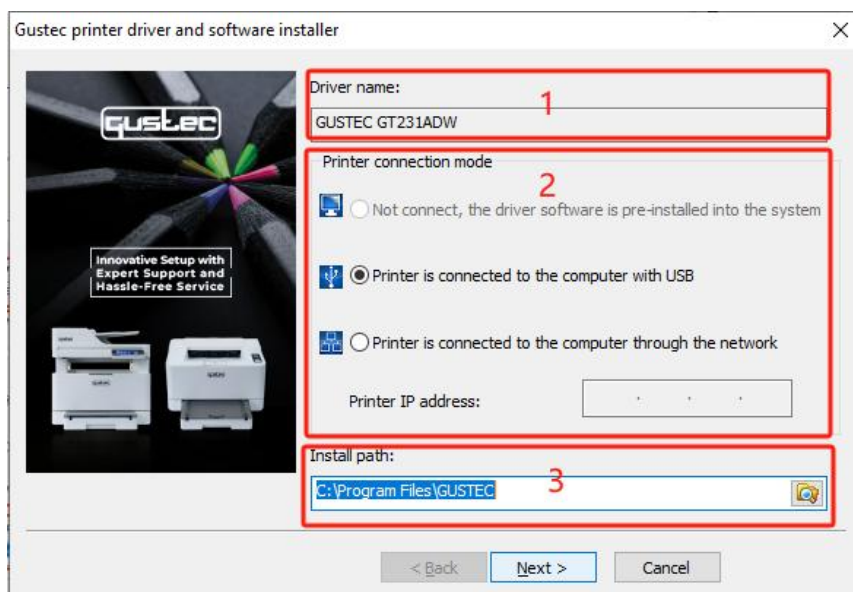 Gustec printer driver and software installer
GUSTEC
Innovative Setup with
Expert Support and
Hassle-Free Service
Driver name:
1
GUSTEC GT231ADW
Printer connection mode
2
Not connect, the driver software is pre-installed into the system
Printer is connected to the computer with USB
Printer is connected to the computer through the network
Printer IP address:
. . .
Install path:
3
C:\Program Files\GUSTEC
< Back
Next >
Cancel